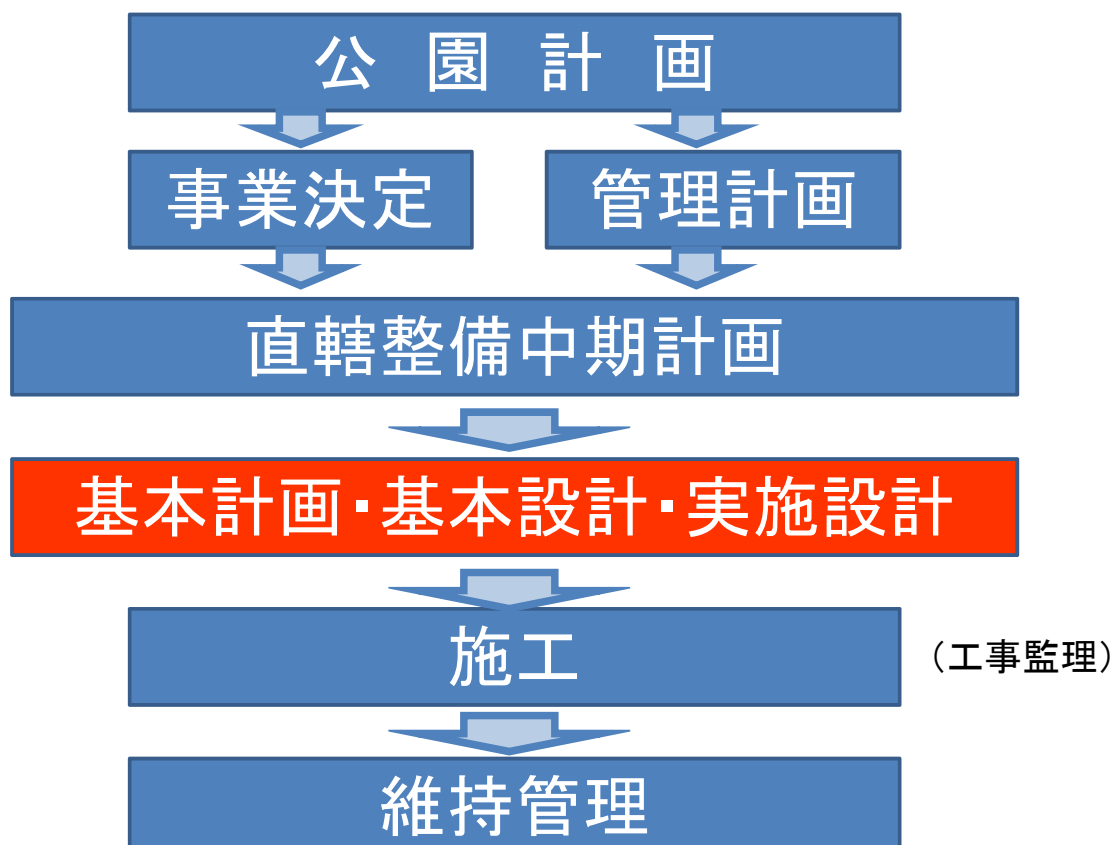 公　園　計　画
事業決定
管理計画
直轄整備中期計画
基本計画・基本設計・実施設計
施工
（工事監理）
維持管理